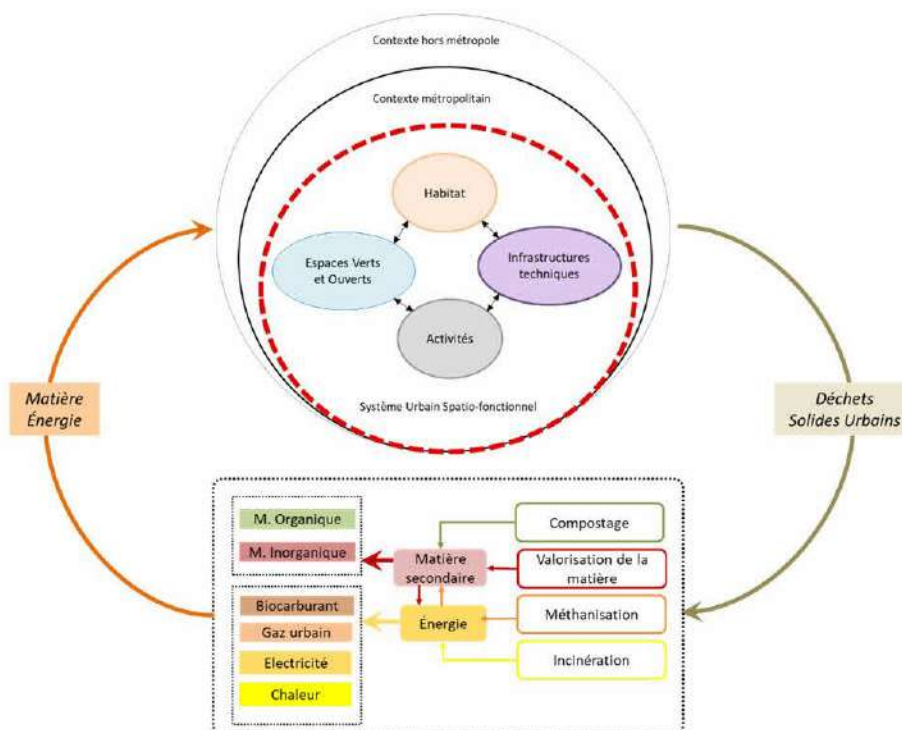 Contexte hors métropole
Contexte métropolitain
Habitat
Espaces Verts
et Ouverts
Infrastructures
techniques
Activités
Système Urbain Spatio-fonctionnel
Matière
Énergie
Déchets
Solides Urbains
M. Organique
M. Inorganique
Biocarburant
Gaz urbain
Electricité
Chaleur
Matière
secondaire
Énergie
Compostage
Valorisation de la
matière
Méthanisation
Incinération